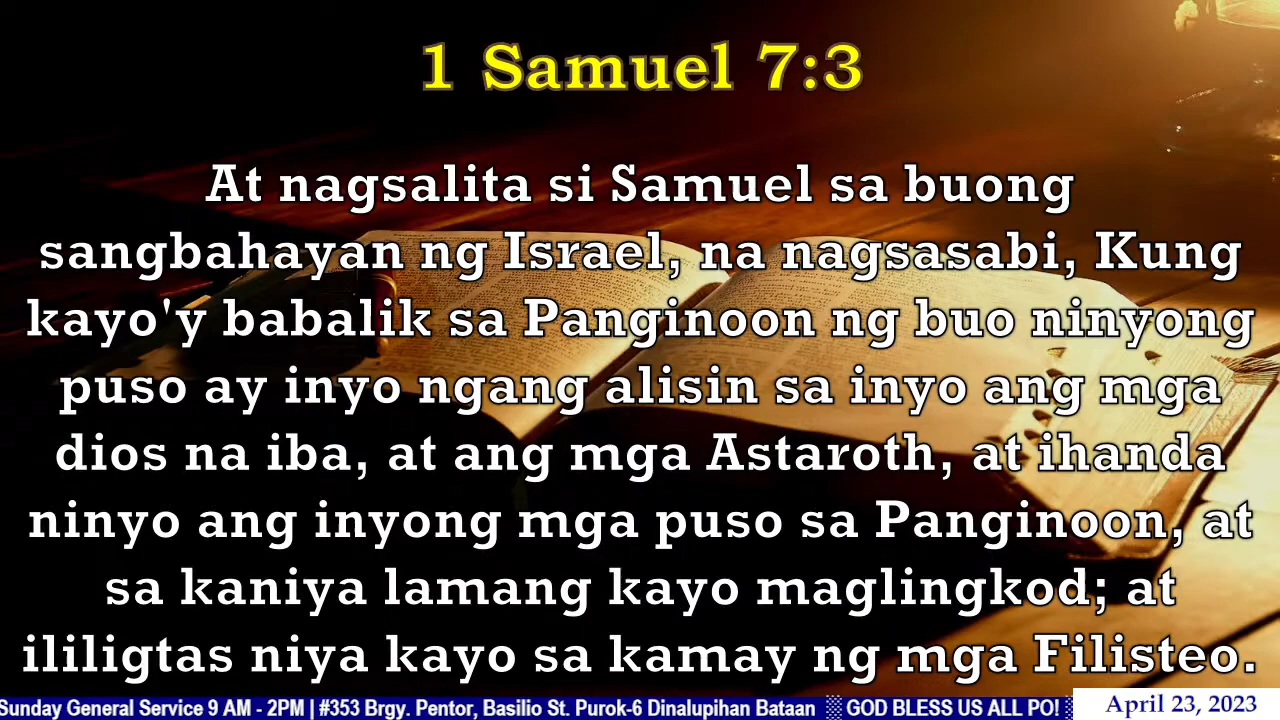 1 Samuel 7:3
At nagsalita si Samuel sa buong
sangbahayan ng Israel, na nagsasabi, Kung
kayo'y babalik sa Panginoon ng buo ninyong
puso ay inyo ngang alisin sa inyo ang mga
dios na iba, at ang mga Astaroth, at ihanda
ninyo ang inyong mga puso sa Panginoon, at
sa kaniya lamang kayo maglingkod; at
ililigtas niya kayo sa kamay ng mga Filisteo.
Sunday General Service 9 AM - 2PM | #353 Brgy. Pentor, Basilio St. Purok-6 Dinalupihan Bataan ░ GOD BLESS US ALL PO! ░
April 23, 2023